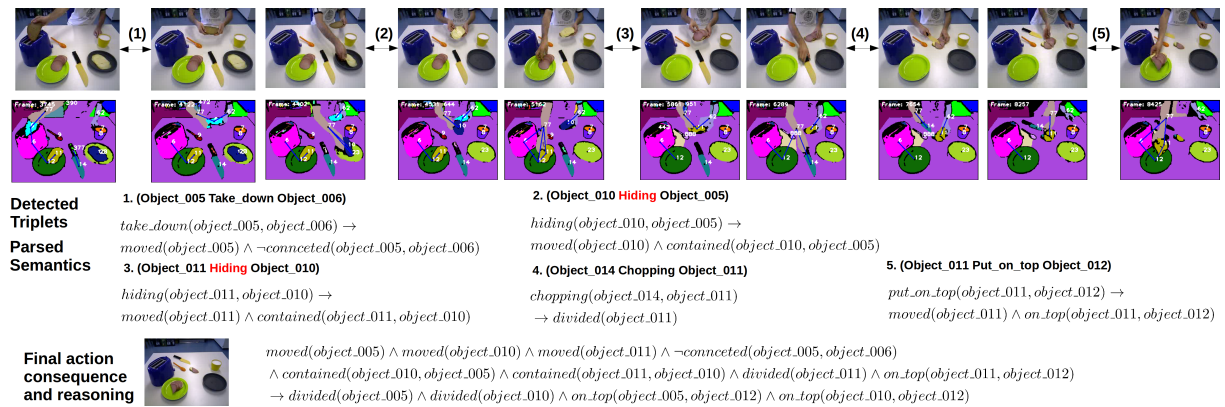 (1) (2) (3) (4) (5)
Detected
Triplets
Parsed
Semantics
1. (Object_005 Take_down Object_006)
take_down(object_005, object_006) →
moved(object_005) ∧ ¬connceted(object_005, object_006)
2. (Object_010 Hiding Object_005)
hiding(object_010, object_005) →
moved(object_010) ∧ contained(object_010, object_005)
3. (Object_011 Hiding Object_010)
hiding(object_011, object_010) →
moved(object_011) ∧ contained(object_011, object_010)
4. (Object_014 Chopping Object_011)
chopping(object_014, object_011)
→ divided(object_011)
5. (Object_011 Put_on_top Object_012)
put_on_top(object_011, object_012) →
moved(object_011) ∧ on_top(object_011, object_012)
Final action
consequence
and reasoning
moved(object_005) ∧ moved(object_010) ∧ moved(object_011) ∧ ¬connceted(object_005, object_006)
∧ contained(object_010, object_005) ∧ contained(object_011, object_010) ∧ divided(object_011) ∧ on_top(object_011, object_012)
→ divided(object_005) ∧ divided(object_010) ∧ on_top(object_005, object_012) ∧ on_top(object_010, object_012)